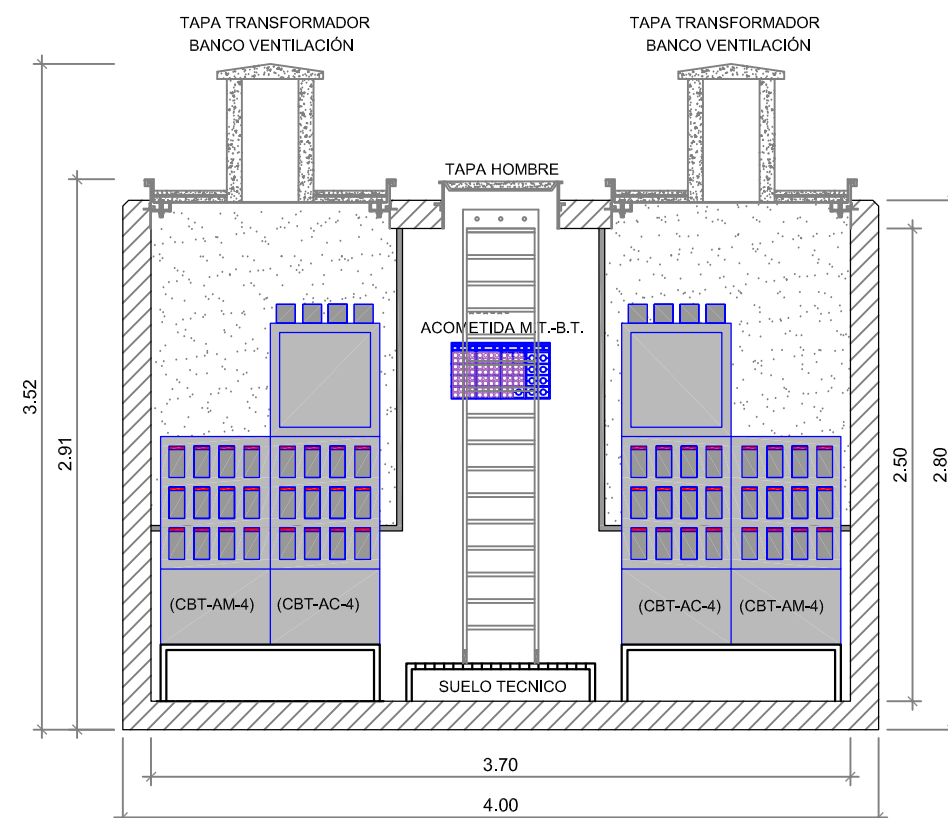 TAPA TRANSFORMADOR
BANCO VENTILACIÓN
TAPA TRANSFORMADOR
BANCO VENTILACIÓN
TAPA HOMBRE
ACOMETIDA M.T.-B.T.
3.52
2.91
2.50
2.80
(CBT-AM-4)
(CBT-AC-4)
(CBT-AC-4)
(CBT-AM-4)
SUELO TECNICO
3.70
4.00